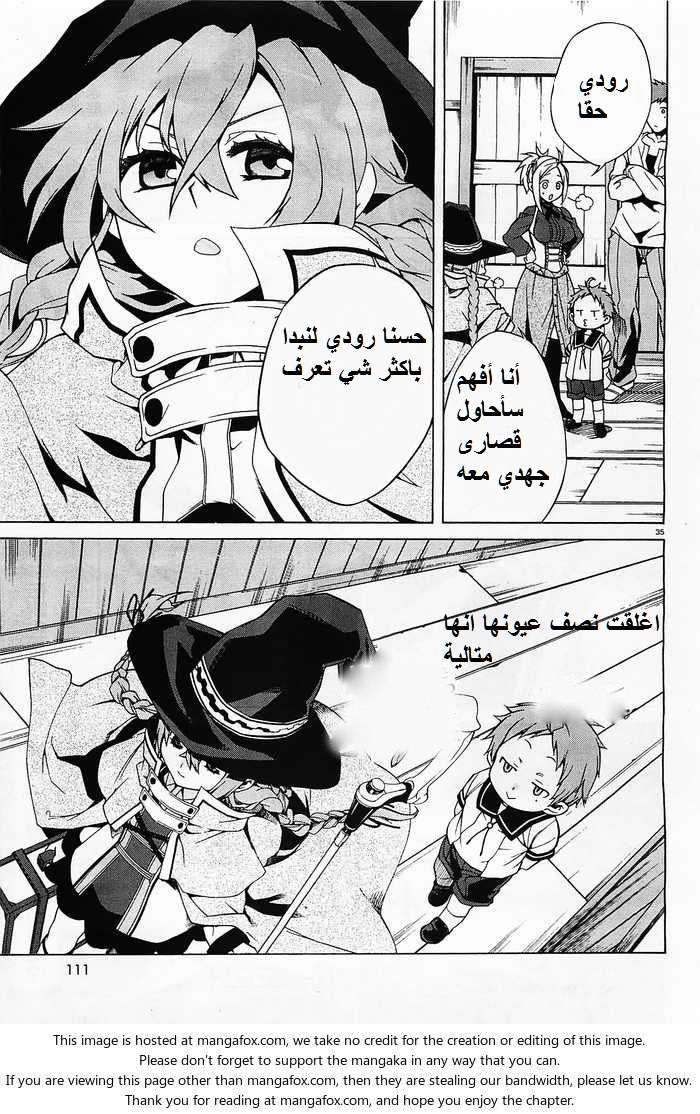 رودي
حقا
أنا أفهم
سأحاول
قصارى
جهدي معه
حسنا رودي لنبدا
باكثر شي تعرف
35
اغلقت نصف عيونها انها
متالية
111
This image is hosted at mangafox.com, we take no credit for the creation or editing of this image.
Please don't forget to support the mangaka in any way that you can.
If you are viewing this page other than mangafox.com, then they are stealing our bandwidth, please let us know.
Thank you for reading at mangafox.com, and hope you enjoy the chapter.